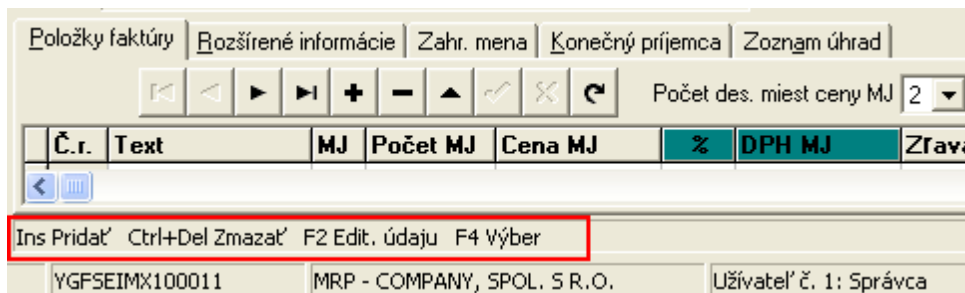 Položky faktúry Rozšírené informácie Zahr. mena Konečný príjemca Zoznam úhrad
Počet des. miest ceny MJ 2
Č.r. Text MJ Počet MJ Cena MJ % DPH MJ Zľava
Ins Pridať Ctrl+Del Zmazať F2 Edit. údaju F4 Výber
YGFSEIMX100011 MRP - COMPANY, SPOL. S R.O. Užívateľ č. 1: Správca